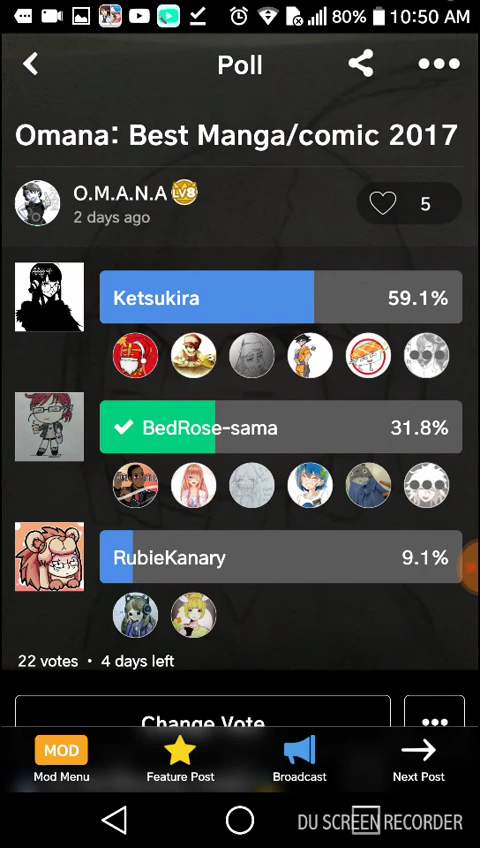 80% 10:50 AM
Poll
Omana: Best Manga/comic 2017
O.M.A.N.A LV8
2 days ago
5
Ketsukira 59.1%
BedRose-sama 31.8%
RubieKanary 9.1%
22 votes • 4 days left
Change Vote
MOD
Mod Menu
Feature Post
Broadcast
Next Post
DU SCREEN RECORDER